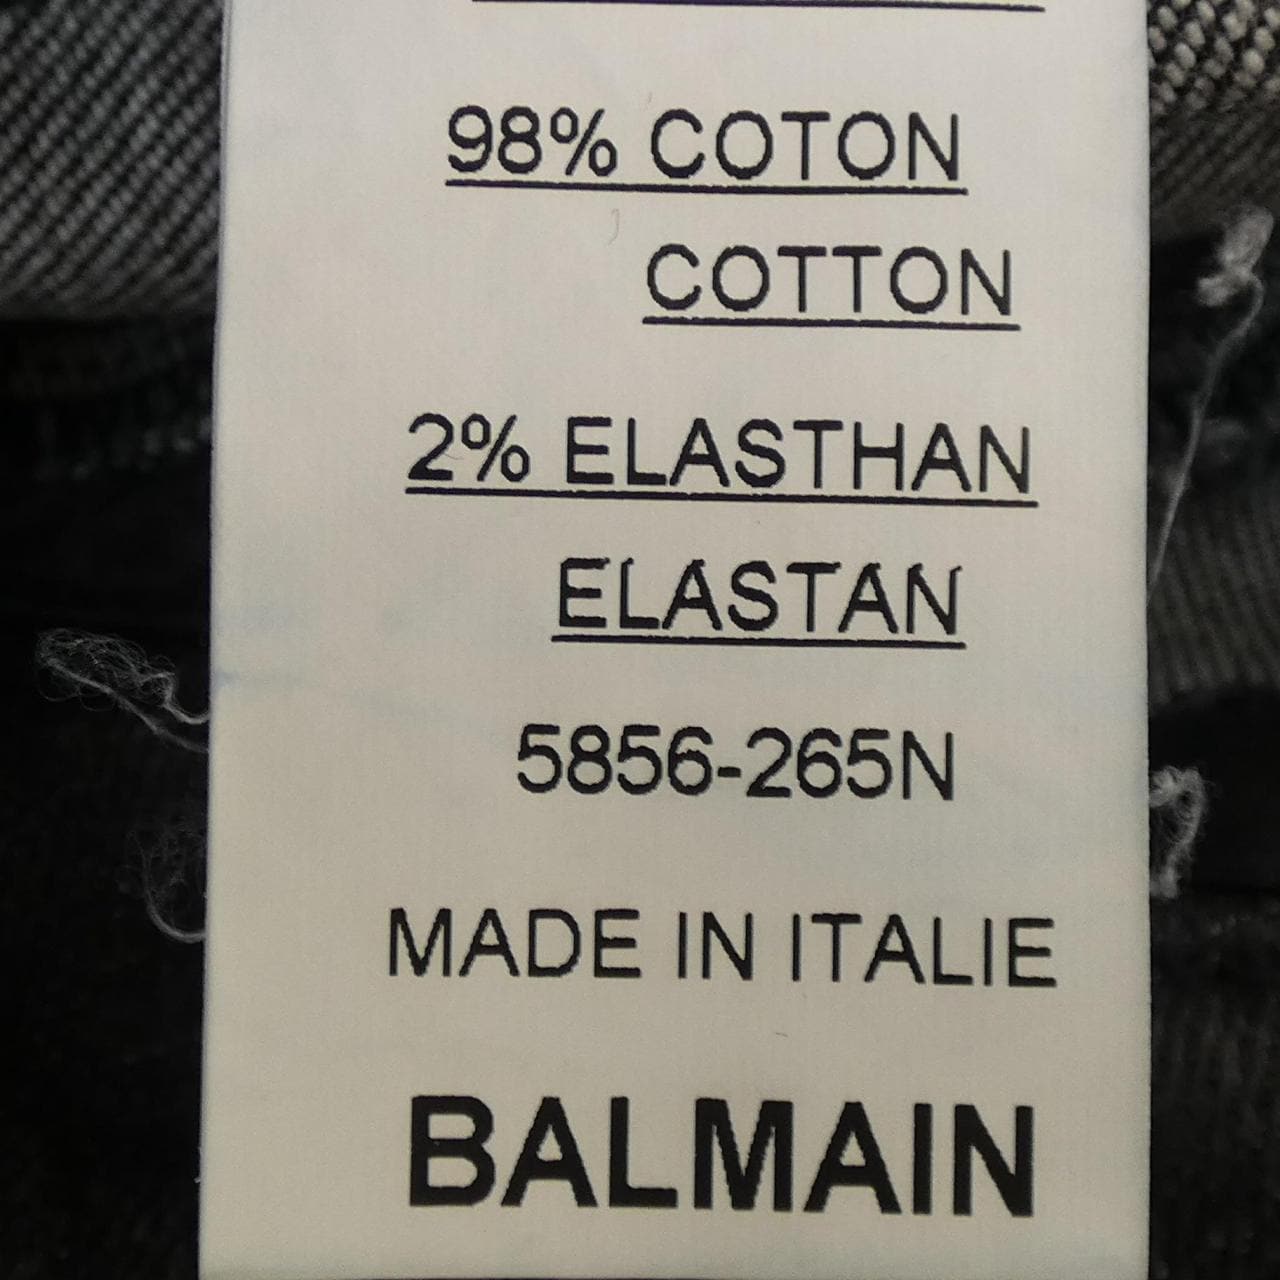 98% COTON
COTTON
2% ELASTHAN
ELASTAN
5856-265N
MADE IN ITALIE
BALMAIN